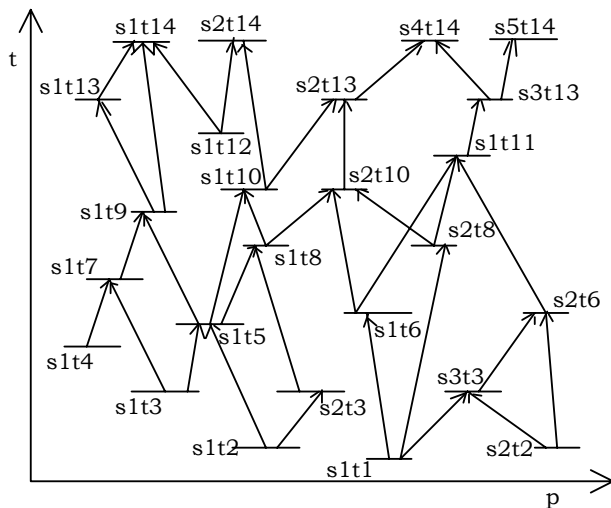 s1t14 s2t14 s4t14 s5t14
t
s1t13 s2t13 s3t13
s1t12
s1t11
s1t10 s2t10
s1t9
s1t8 s2t8
s1t7
s1t6 s2t6
s1t5
s1t4
s3t3
s1t3 s2t3
s1t2 s2t2
s1t1
p